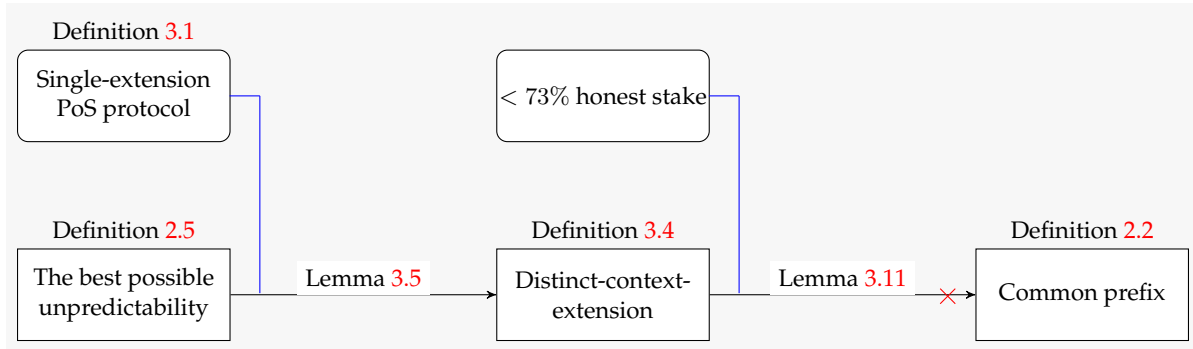 Definition 3.1
Single-extension
PoS protocol
< 73% honest stake
Definition 2.5
The best possible
unpredictability
Lemma 3.5
Definition 3.4
Distinct-context-
extension
Lemma 3.11
Definition 2.2
Common prefix